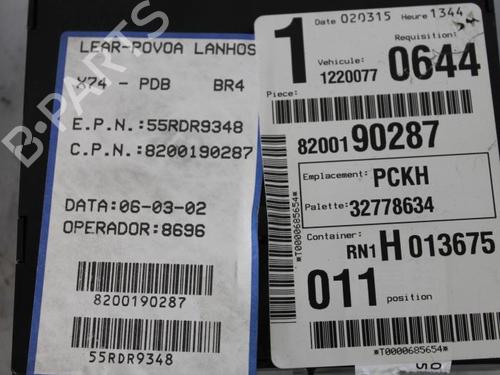 LEAR-POVOA LANHOS
X74 - PDB BR4
E.P.N.:55RDR9348
C.P.N.:8200190287
DATA:06-03-02
OPERADOR:8696
8200190287
55RDR9348
B-PARTS
Date 020315 Heure 1344
1
Requisition:
Vehicule:
1220077 0644
Piece:
8200190287
Emplacement: PCKH
Palette: 32778634
Container:
RN1 H 013675
011 position
*T0000685654*
*T0000685654*